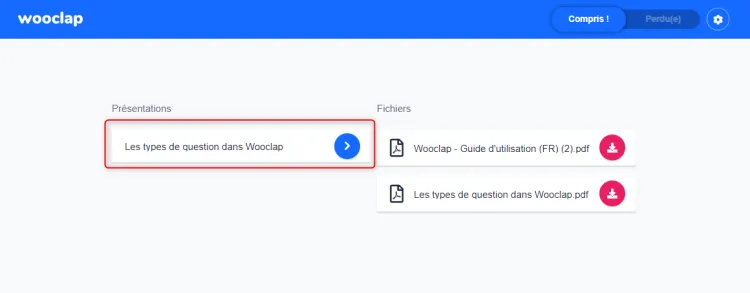 wooclap
Compris !
Perdu(e)
Présentations
Les types de question dans Wooclap
Fichiers
Wooclap - Guide d'utilisation (FR) (2).pdf
Les types de question dans Wooclap.pdf